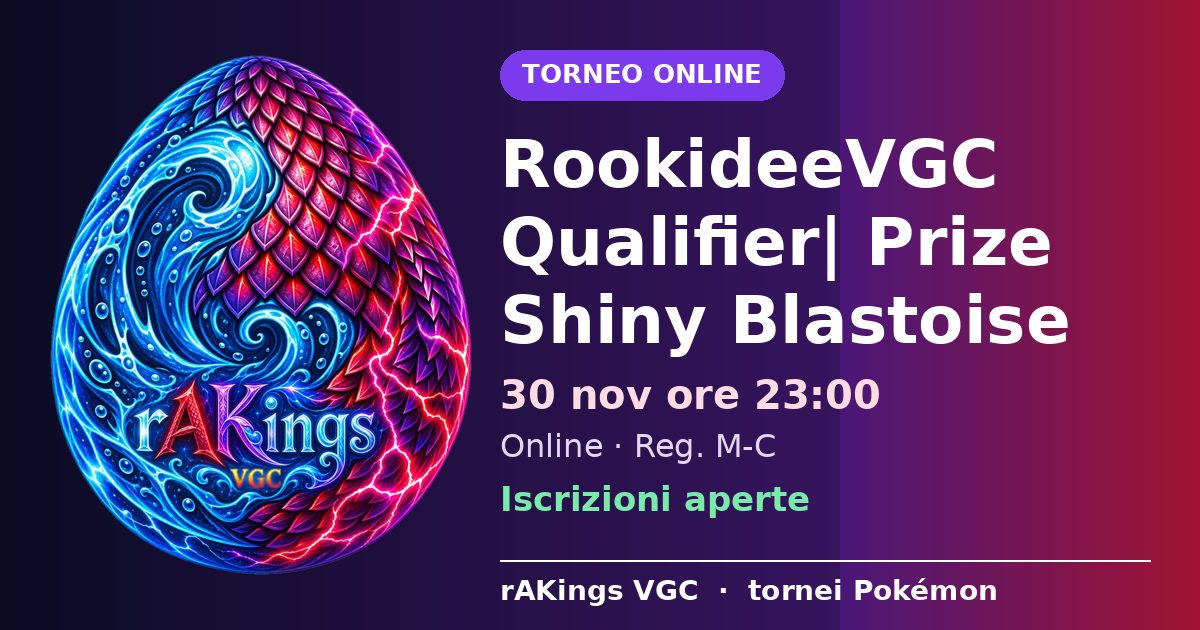 TORNEO ONLINE
RookideeVGC
Qualifier| Prize
Shiny Blastoise
30 nov ore 23:00
Online · Reg. M-C
Iscrizioni aperte
rAKings
VGC
rAKings VGC · tornei Pokémon